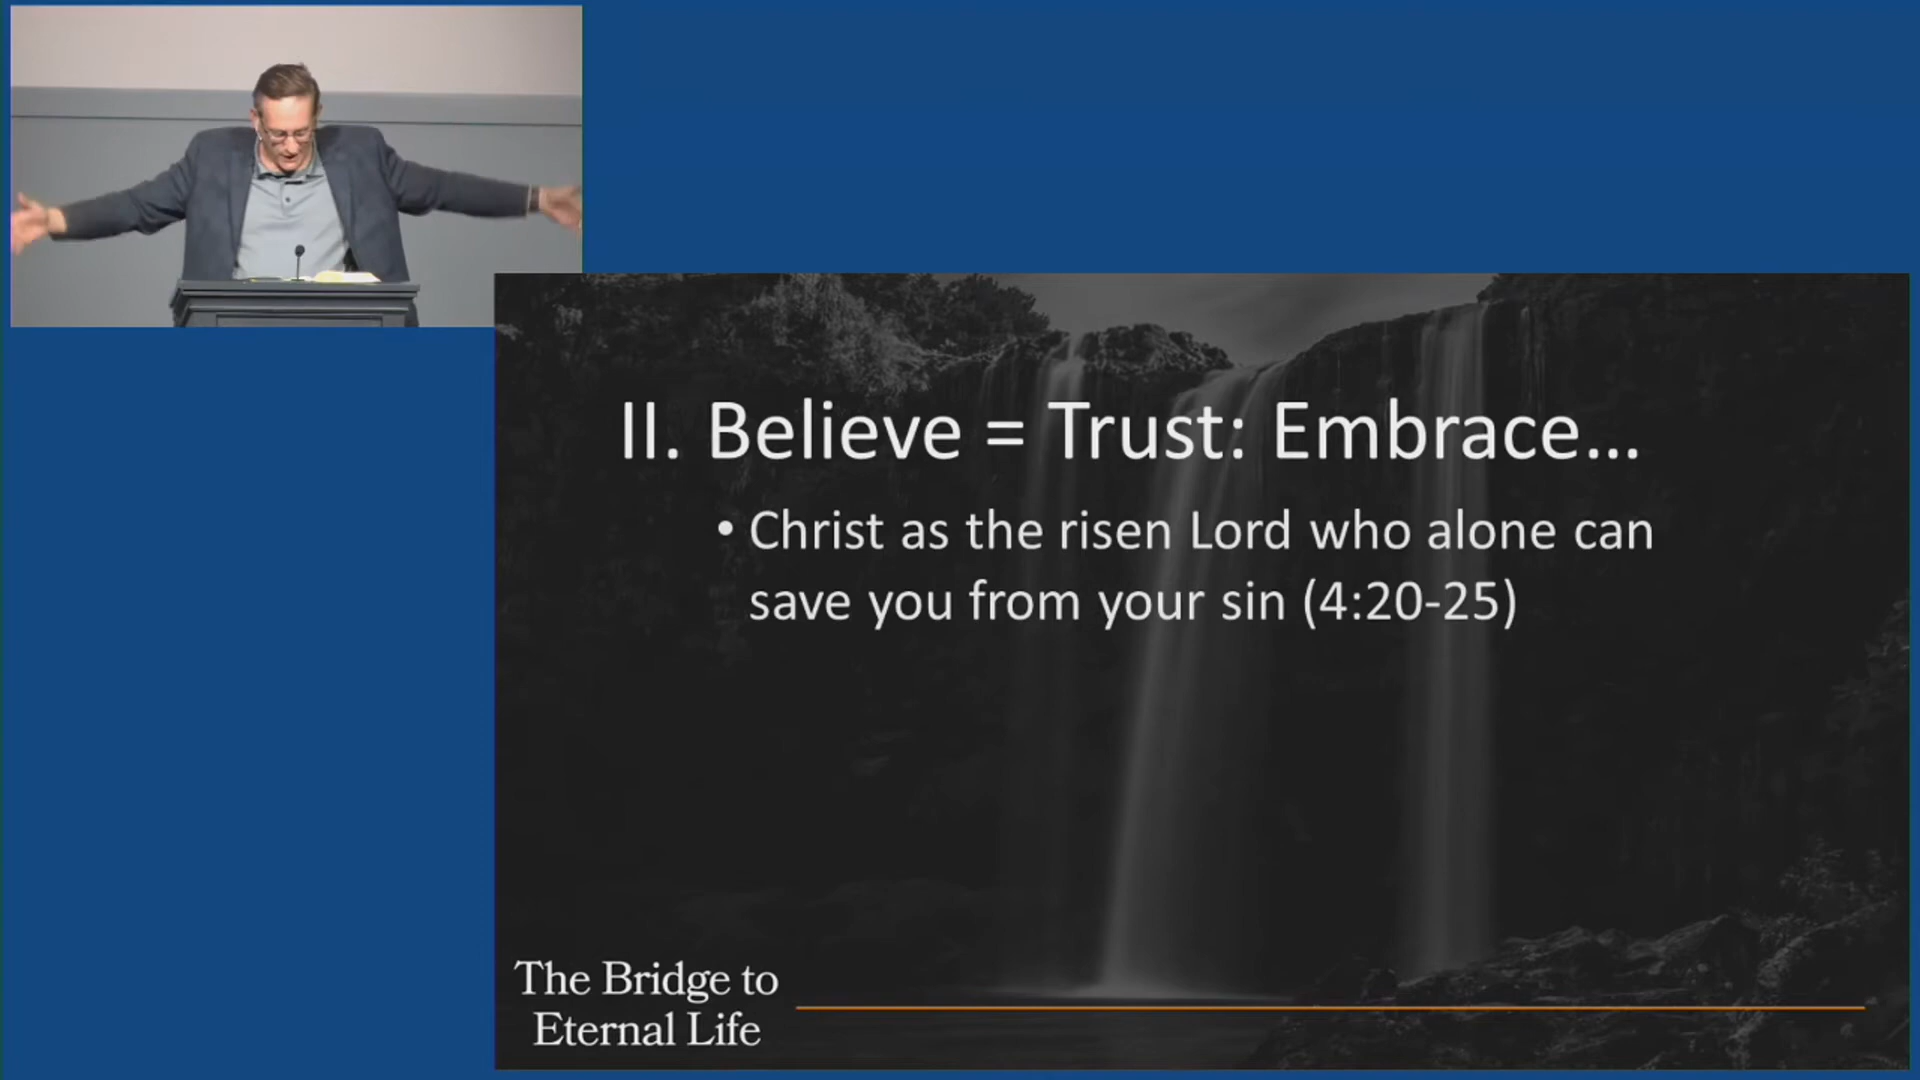 II. Believe = Trust: Embrace...
• Christ as the risen Lord who alone can
save you from your sin (4:20-25)
The Bridge to
Eternal Life